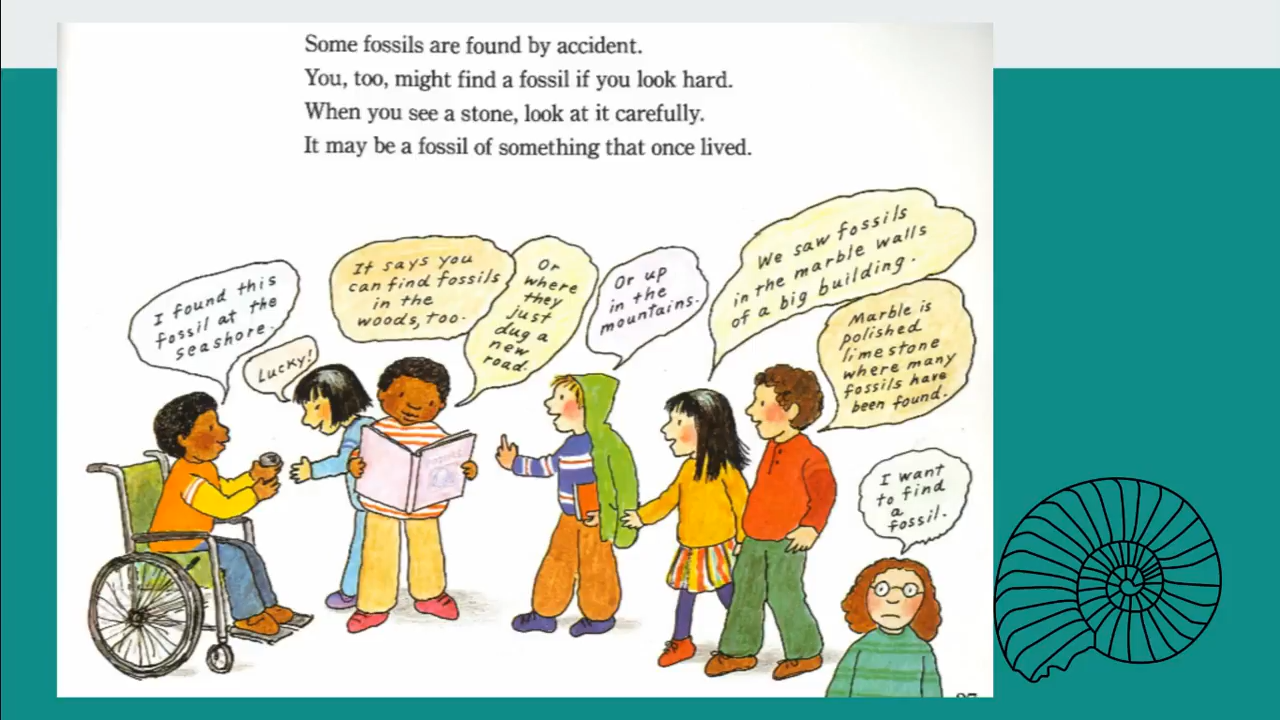 Some fossils are found by accident.
You, too, might find a fossil if you look hard.
When you see a stone, look at it carefully.
It may be a fossil of something that once lived.
I found this
fossil at the
seashore.
Lucky!
It says you
can find fossils
in the
woods, too.
Or
where
they
just
dug a
new
road.
Or up
in the
mountains.
We saw fossils
in the marble walls
of a big building.
Marble is
polished
limestone
where many
fossils have
been found.
I want
to find
a
fossil.